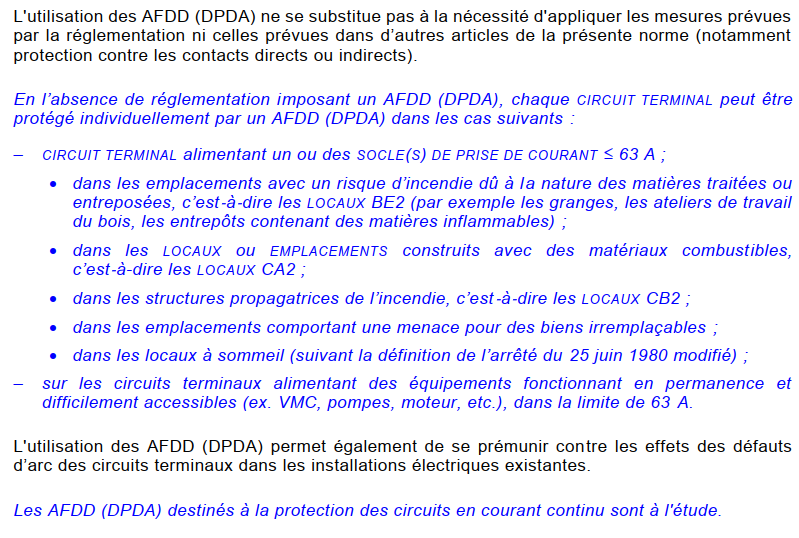 L'utilisation des AFDD (DPDA) ne se substitue pas à la nécessité d'appliquer les mesures prévues
par la réglementation ni celles prévues dans d’autres articles de la présente norme (notamment
protection contre les contacts directs ou indirects).
En l’absence de réglementation imposant un AFDD (DPDA), chaque CIRCUIT TERMINAL peut être
protégé individuellement par un AFDD (DPDA) dans les cas suivants :
– CIRCUIT TERMINAL alimentant un ou des SOCLE(S) DE PRISE DE COURANT ≤ 63 A ;
• dans les emplacements avec un risque d’incendie dû à la nature des matières traitées ou
entreposées, c’est-à-dire les LOCAUX BE2 (par exemple les granges, les ateliers de travail
du bois, les entrepôts contenant des matières inflammables) ;
• dans les LOCAUX ou EMPLACEMENTS construits avec des matériaux combustibles,
c’est-à-dire les LOCAUX CA2 ;
• dans les structures propagatrices de l’incendie, c’est-à-dire les LOCAUX CB2 ;
• dans les emplacements comportant une menace pour des biens irremplaçables ;
• dans les locaux à sommeil (suivant la définition de l’arrêté du 25 juin 1980 modifié) ;
– sur les circuits terminaux alimentant des équipements fonctionnant en permanence et
difficilement accessibles (ex. VMC, pompes, moteur, etc.), dans la limite de 63 A.
L'utilisation des AFDD (DPDA) permet également de se prémunir contre les effets des défauts
d’arc des circuits terminaux dans les installations électriques existantes.
Les AFDD (DPDA) destinés à la protection des circuits en courant continu sont à l'étude.